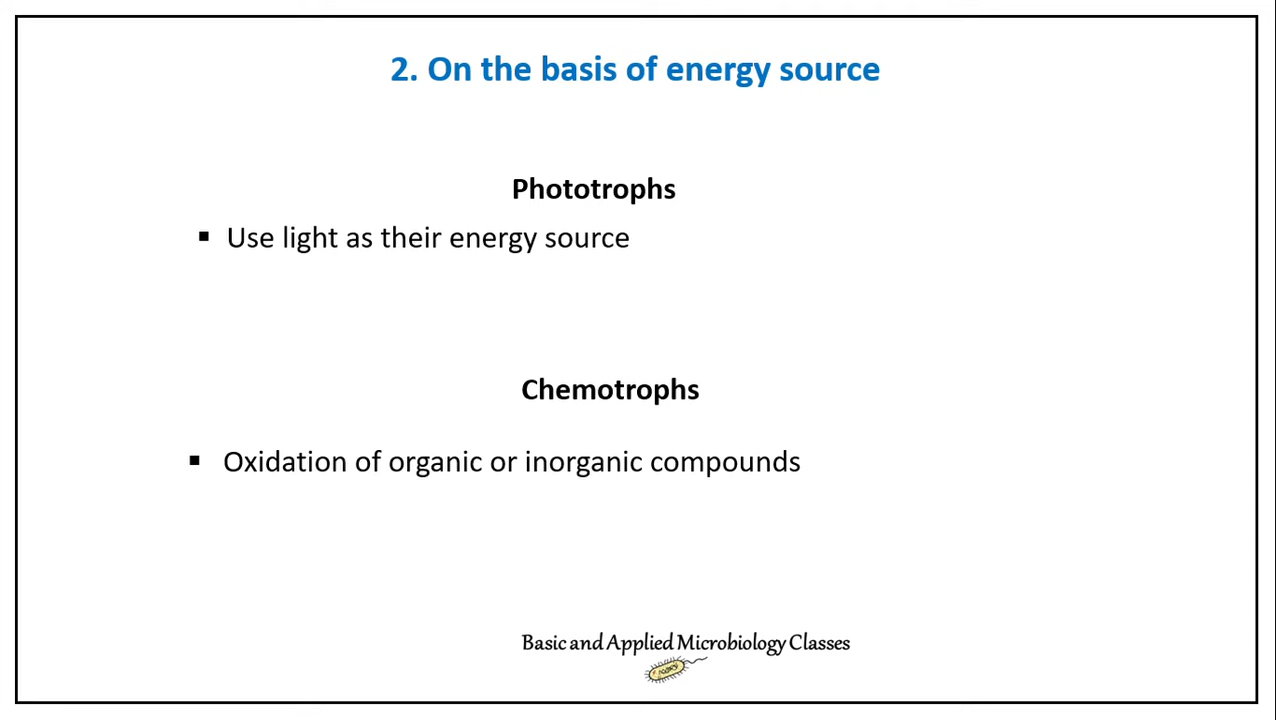 2. On the basis of energy source
Phototrophs
▪ Use light as their energy source
Chemotrophs
▪ Oxidation of organic or inorganic compounds
Basic and Applied Microbiology Classes